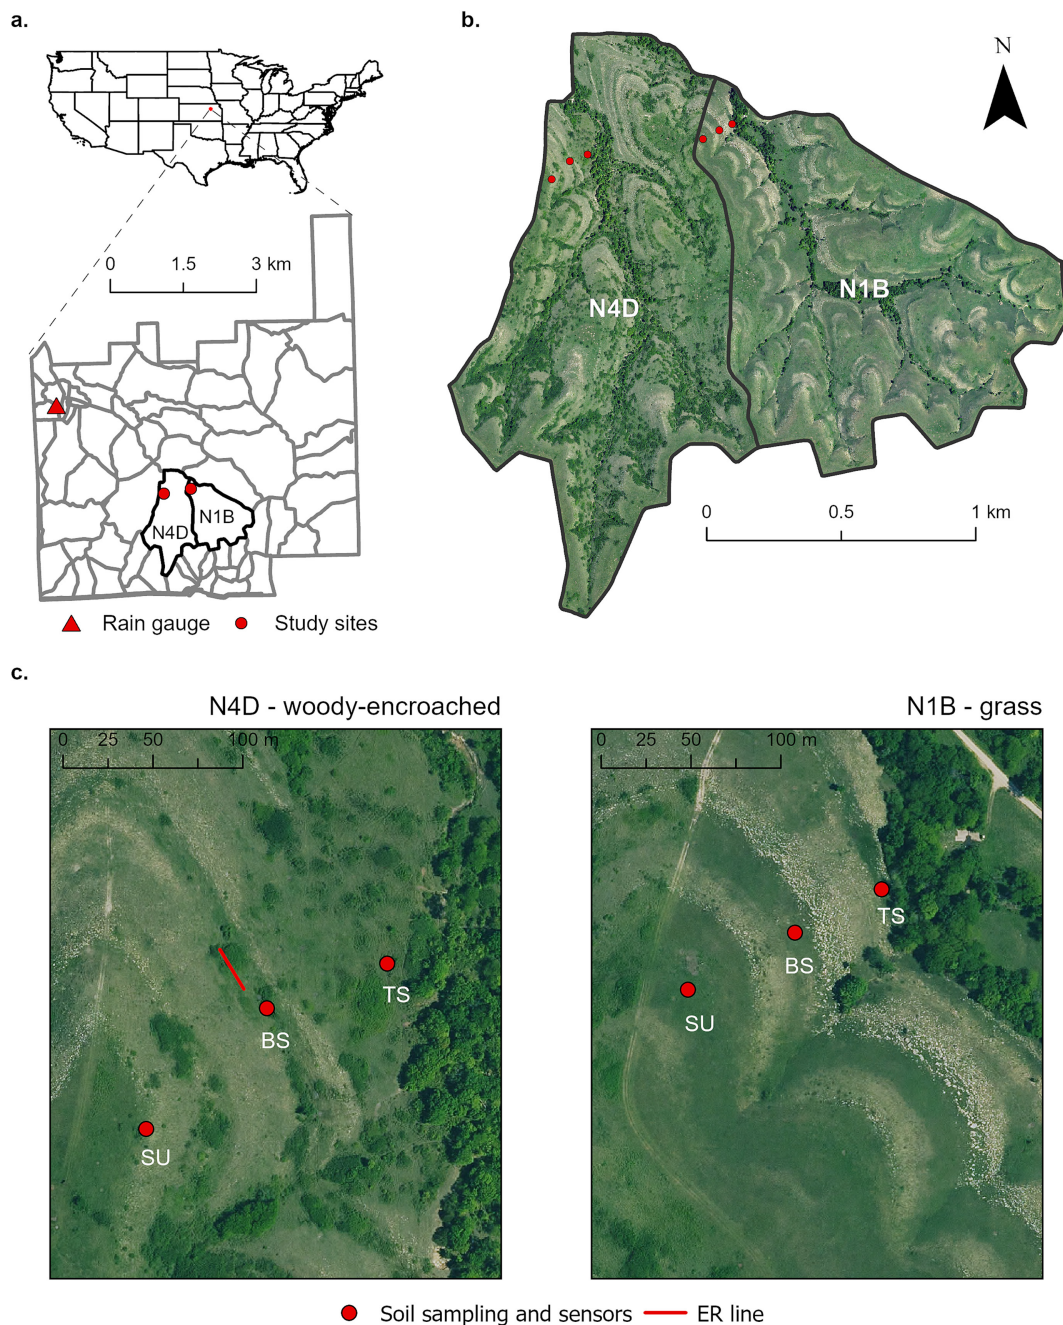 a.
0 1.5 3 km
N4D
N1B
Rain gauge
Study sites
b.
N
N4D
N1B
0 0.5 1 km
c.
N4D - woody-encroached
0 25 50 100 m
SU
BS
TS
N1B - grass
0 25 50 100 m
SU
BS
TS
Soil sampling and sensors
ER line